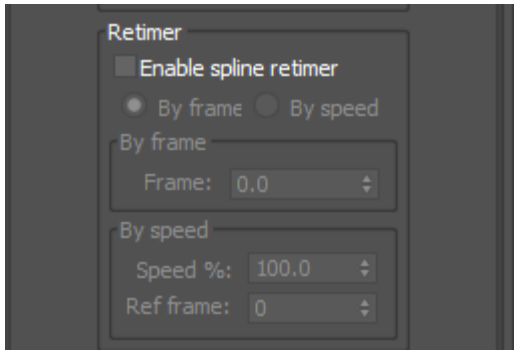 Retimer
Enable spline retimer
By frame By speed
By frame
Frame: 0.0
By speed
Speed %: 100.0
Ref frame: 0